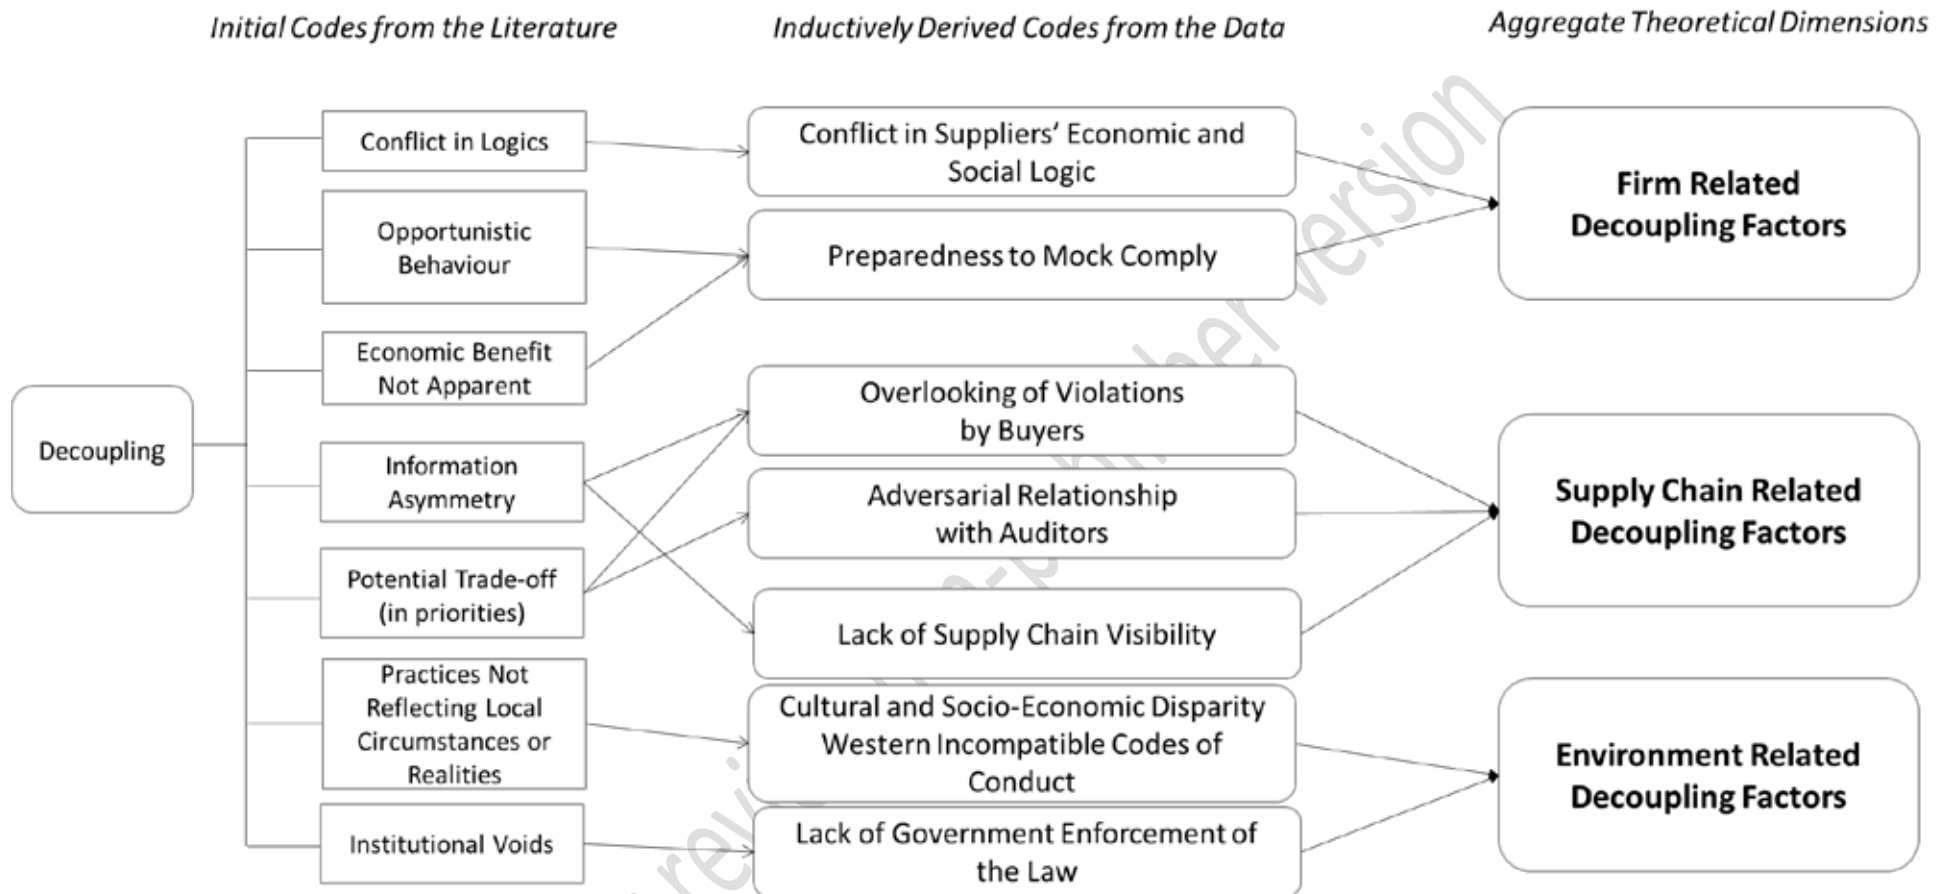 Initial Codes from the Literature
Inductively Derived Codes from the Data
Aggregate Theoretical Dimensions
Decoupling
Conflict in Logics
Opportunistic
Behaviour
Economic Benefit
Not Apparent
Information
Asymmetry
Potential Trade-off
(in priorities)
Practices Not
Reflecting Local
Circumstances or
Realities
Institutional Voids
Conflict in Suppliers’ Economic and
Social Logic
Preparedness to Mock Comply
Overlooking of Violations
by Buyers
Adversarial Relationship
with Auditors
Lack of Supply Chain Visibility
Cultural and Socio-Economic Disparity
Western Incompatible Codes of
Conduct
Lack of Government Enforcement of
the Law
Firm Related
Decoupling Factors
Supply Chain Related
Decoupling Factors
Environment Related
Decoupling Factors
version